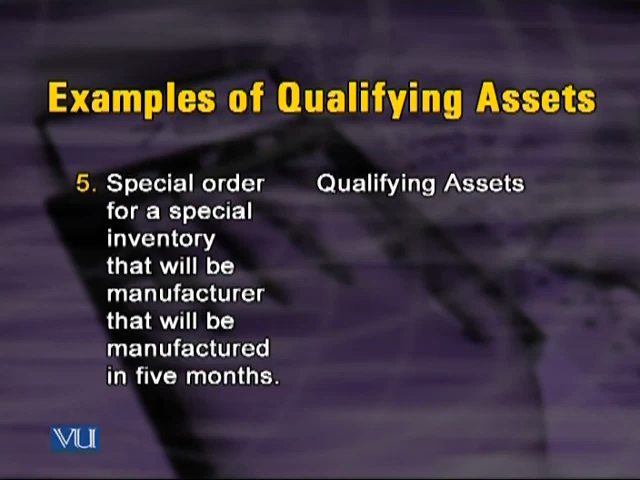 Examples of Qualifying Assets
5. Special order Qualifying Assets
for a special
inventory
that will be
manufacturer
that will be
manufactured
in five months.
VU